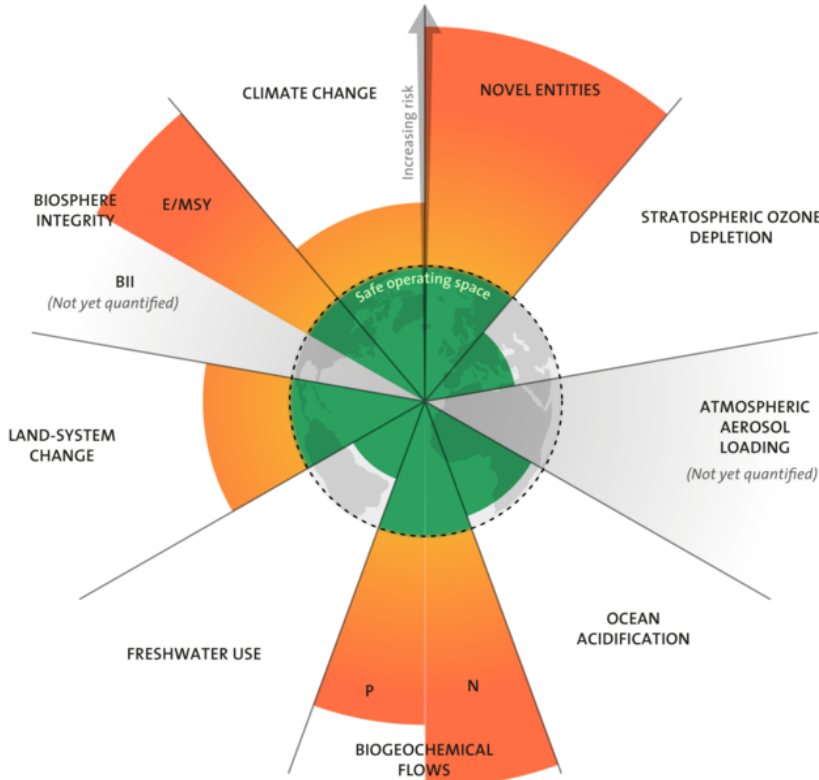 CLIMATE CHANGE
Increasing risk
NOVEL ENTITIES
BIOSPHERE
INTEGRITY
E/MSY
STRATOSPHERIC OZONE
DEPLETION
BII
(Not yet quantified)
Safe operating space
LAND-SYSTEM
CHANGE
ATMOSPHERIC
AEROSOL
LOADING
(Not yet quantified)
FRESHWATER USE
OCEAN
ACIDIFICATION
P
N
BIOGEOCHEMICAL
FLOWS